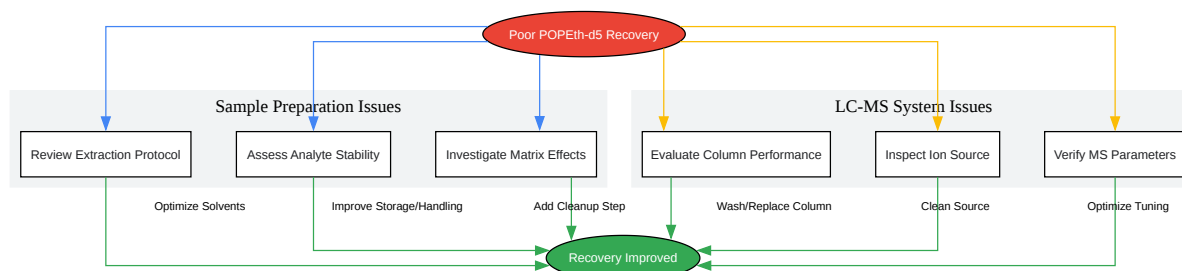 Poor POPEth-d5 Recovery
Sample Preparation Issues
LC-MS System Issues
Review Extraction Protocol
Assess Analyte Stability
Investigate Matrix Effects
Evaluate Column Performance
Inspect Ion Source
Verify MS Parameters
Optimize Solvents
Improve Storage/Handling
Add Cleanup Step
Wash/Replace Column
Clean Source
Optimize Tuning
Recovery Improved